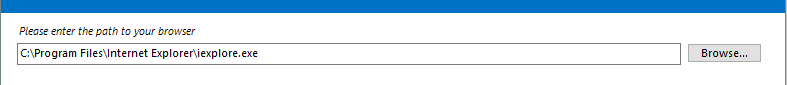 Please enter the path to your browser
C:\Program Files\Internet Explorer\iexplore.exe
Browse...